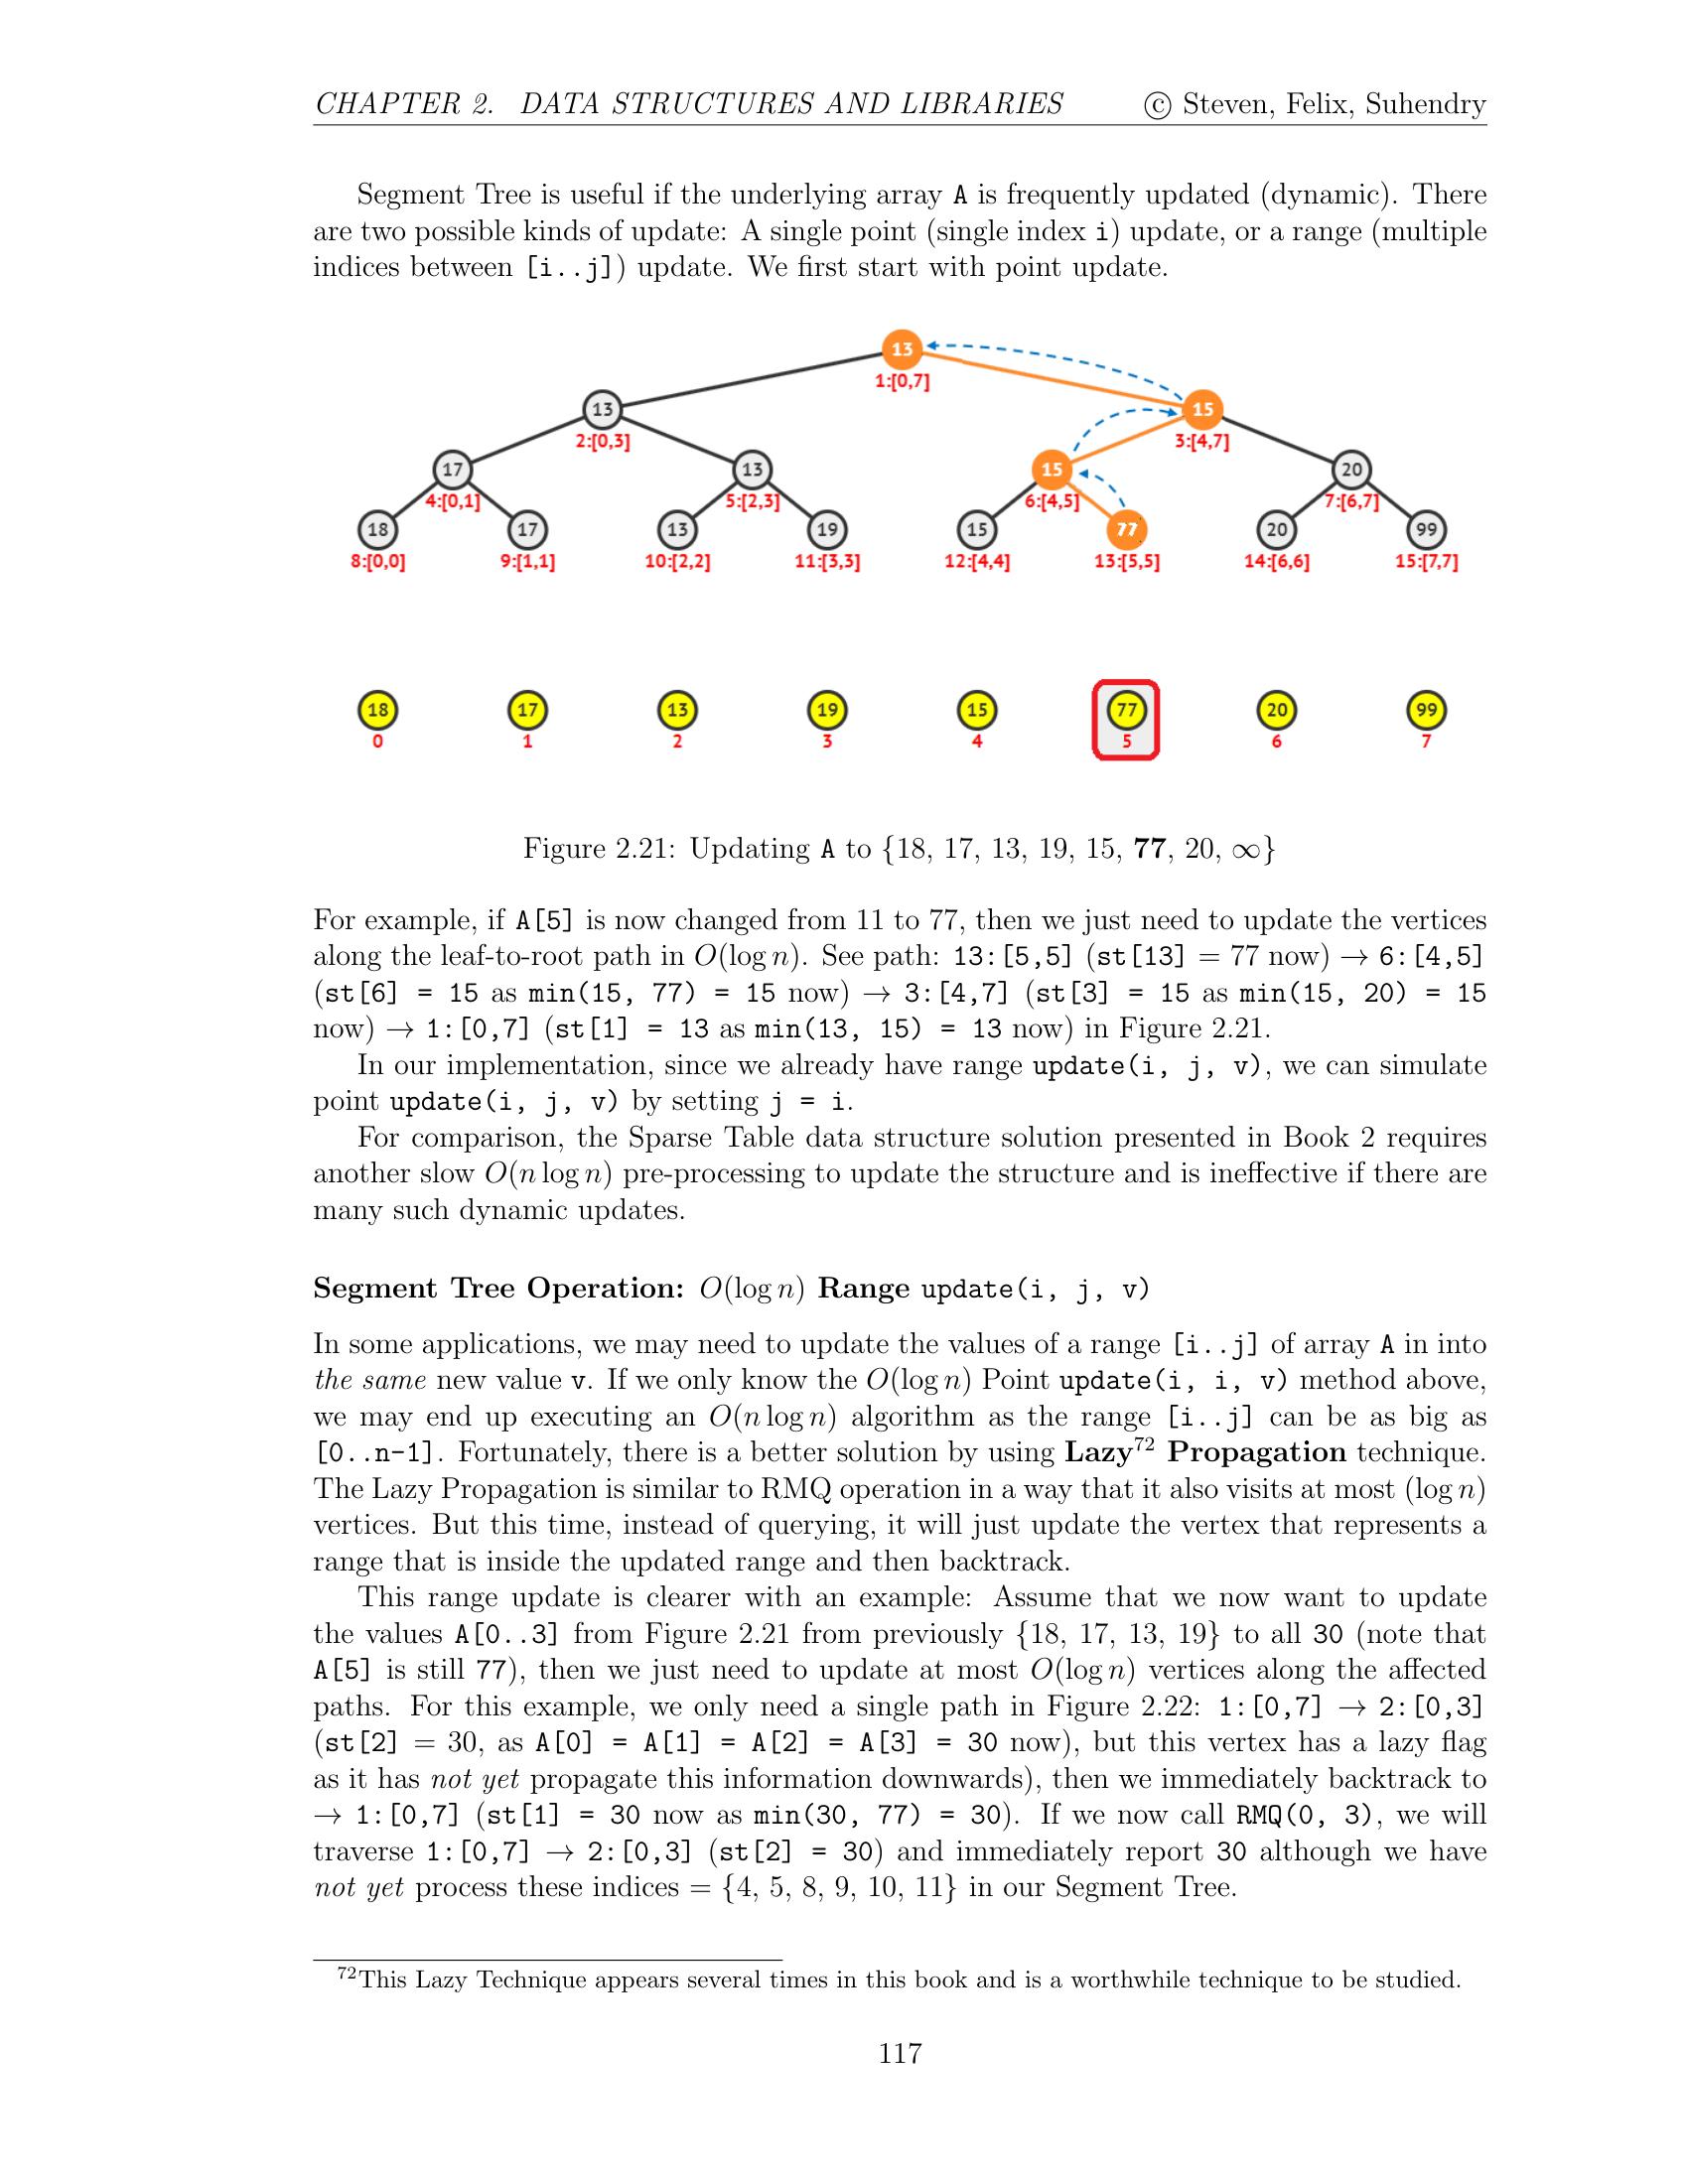 CHAPTER 2. DATA STRUCTURES AND LIBRARIES © Steven, Felix, Suhendry
Segment Tree is useful if the underlying array A is frequently updated (dynamic). There
are two possible kinds of update: A single point (single index i) update, or a range (multiple
indices between [i..j]) update. We first start with point update.
13
1:[0,7]
13 15
2:[0,3] 3:[4,7]
17 13 15 20
4:[0,1] 5:[2,3] 6:[4,5] 7:[6,7]
18 17 13 19 15 77 20 99
8:[0,0] 9:[1,1] 10:[2,2] 11:[3,3] 12:[4,4] 13:[5,5] 14:[6,6] 15:[7,7]
18 17 13 19 15 77 20 99
0 1 2 3 4 5 6 7
Figure 2.21: Updating A to {18, 17, 13, 19, 15, 77, 20, ∞}
For example, if A[5] is now changed from 11 to 77, then we just need to update the vertices
along the leaf-to-root path in O(log n). See path: 13:[5,5] (st[13] = 77 now) → 6:[4,5]
(st[6] = 15 as min(15, 77) = 15 now) → 3:[4,7] (st[3] = 15 as min(15, 20) = 15
now) → 1:[0,7] (st[1] = 13 as min(13, 15) = 13 now) in Figure 2.21.
In our implementation, since we already have range update(i, j, v), we can simulate
point update(i, j, v) by setting j = i.
For comparison, the Sparse Table data structure solution presented in Book 2 requires
another slow O(n log n) pre-processing to update the structure and is ineffective if there are
many such dynamic updates.
Segment Tree Operation: O(log n) Range update(i, j, v)
In some applications, we may need to update the values of a range [i..j] of array A in into
the same new value v. If we only know the O(log n) Point update(i, i, v) method above,
we may end up executing an O(n log n) algorithm as the range [i..j] can be as big as
[0..n-1]. Fortunately, there is a better solution by using Lazy72 Propagation technique.
The Lazy Propagation is similar to RMQ operation in a way that it also visits at most (log n)
vertices. But this time, instead of querying, it will just update the vertex that represents a
range that is inside the updated range and then backtrack.
This range update is clearer with an example: Assume that we now want to update
the values A[0..3] from Figure 2.21 from previously {18, 17, 13, 19} to all 30 (note that
A[5] is still 77), then we just need to update at most O(log n) vertices along the affected
paths. For this example, we only need a single path in Figure 2.22: 1:[0,7] → 2:[0,3]
(st[2] = 30, as A[0] = A[1] = A[2] = A[3] = 30 now), but this vertex has a lazy flag
as it has not yet propagate this information downwards), then we immediately backtrack to
→ 1:[0,7] (st[1] = 30 now as min(30, 77) = 30). If we now call RMQ(0, 3), we will
traverse 1:[0,7] → 2:[0,3] (st[2] = 30) and immediately report 30 although we have
not yet process these indices = {4, 5, 8, 9, 10, 11} in our Segment Tree.
72This Lazy Technique appears several times in this book and is a worthwhile technique to be studied.
117